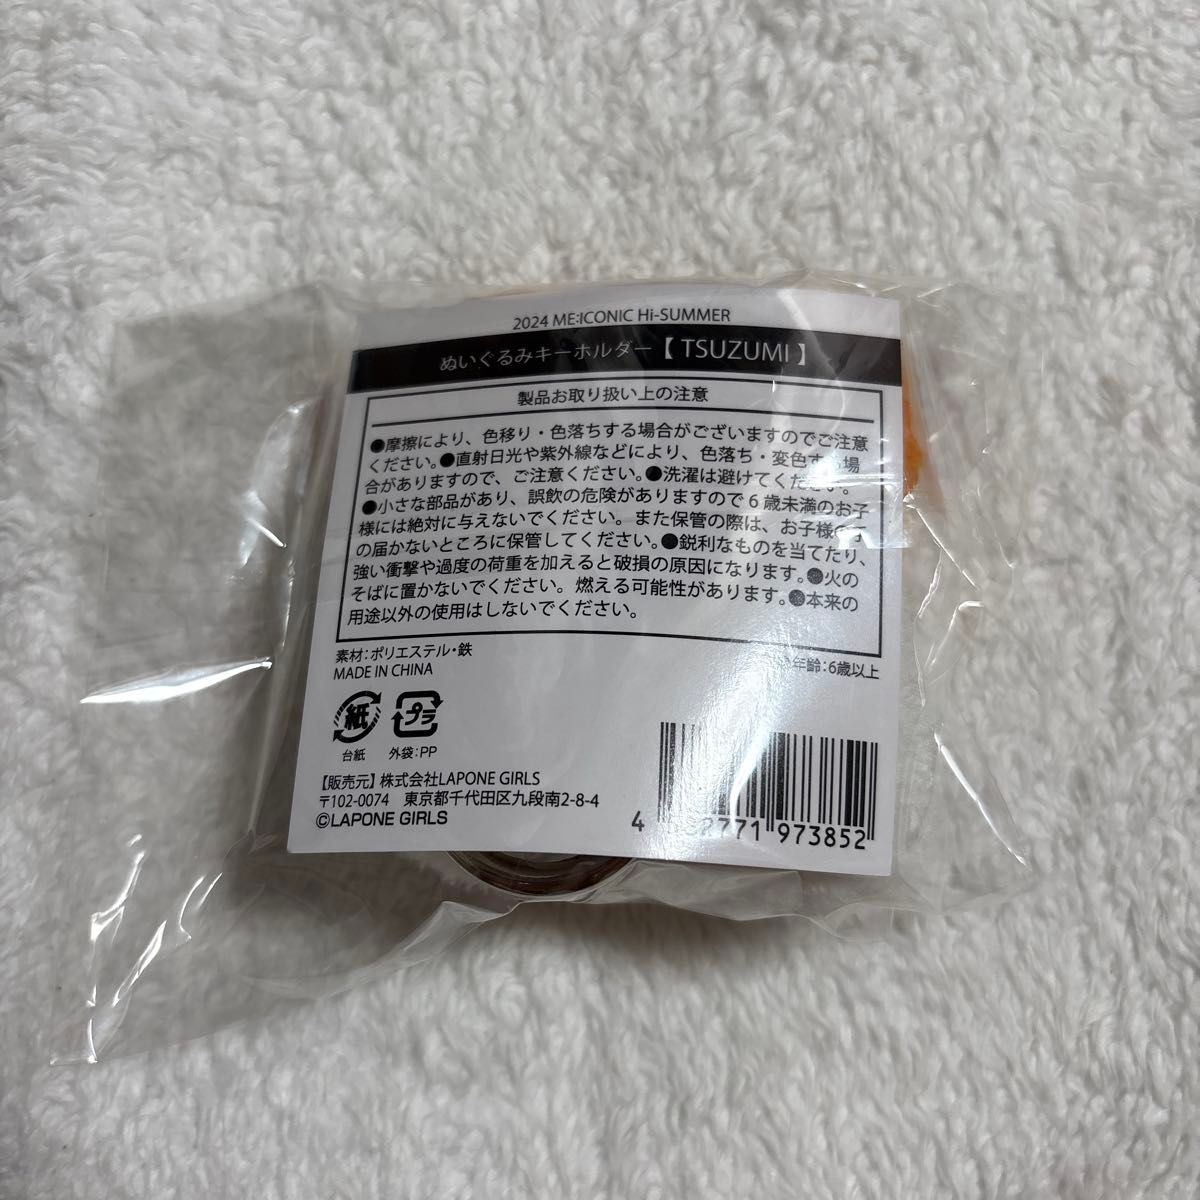 2024 ME:ICONIC Hi-SUMMER
ぬいぐるみキーホルダー【 TSUZUMI 】
製品お取り扱い上の注意
●摩擦により、色移り・色落ちする場合がございますのでご注意
ください。●直射日光や紫外線などにより、色落ち・変色する場
合がありますので、ご注意ください。●洗濯は避けてください。
●小さな部品があり、誤飲の危険がありますので6歳未満のお子
様には絶対に与えないでください。また保管の際は、お子様の手
の届かないところに保管してください。●鋭利なものを当てたり、
強い衝撃や過度の荷重を加えると破損の原因になります。●火の
そばに置かないでください。燃える可能性があります。●本来の
用途以外の使用はしないでください。
素材:ポリエステル・鉄
年齢:6歳以上
MADE IN CHINA
紙
プラ
台紙
外袋:PP
【販売元】株式会社LAPONE GIRLS
〒102-0074 東京都千代田区九段南2-8-4
©LAPONE GIRLS
4 2771 973852